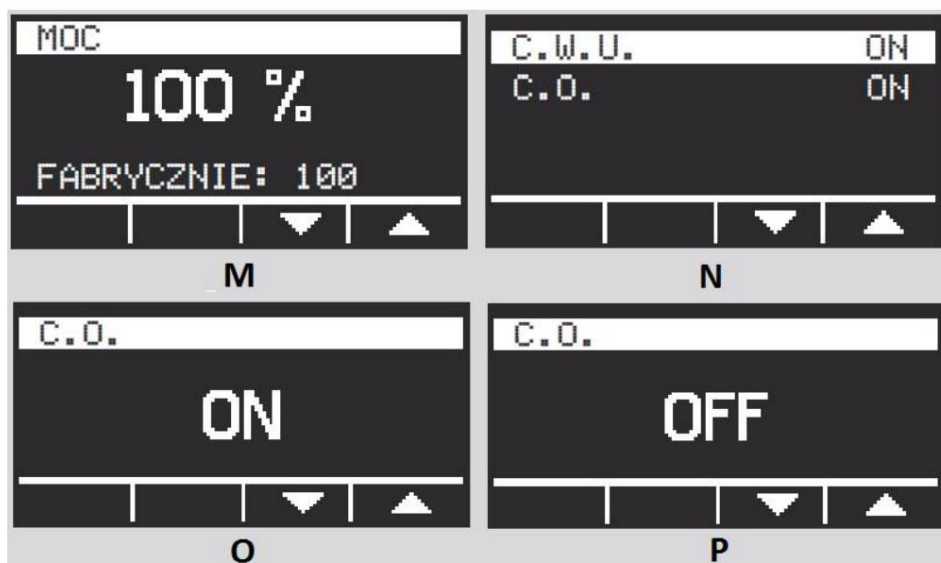 MOC
100 %
FABRYCZNIE: 100
M
C.W.U. ON
C.O. ON
N
C.O.
ON
O
C.O.
OFF
P